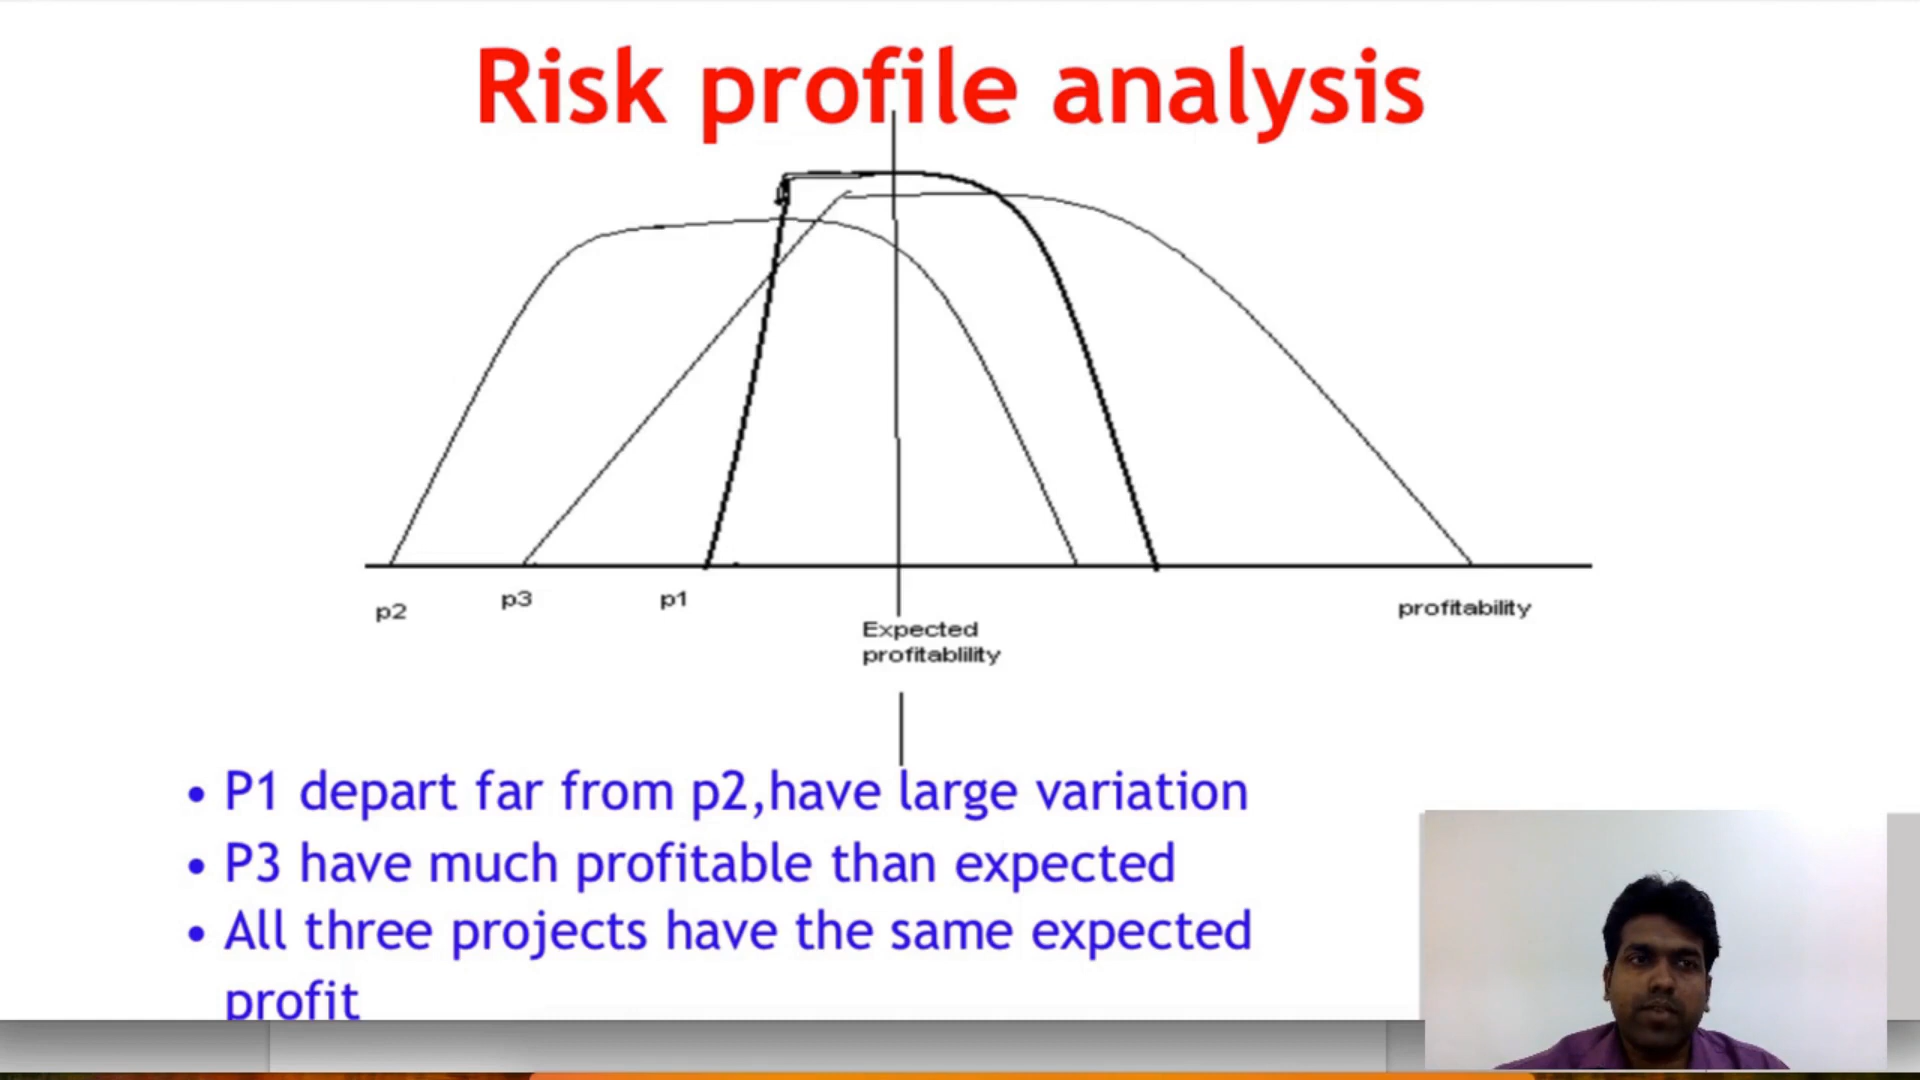 Risk profile analysis
p2
p3
p1
Expected
profitablility
profitability
• P1 depart far from p2,have large variation
• P3 have much profitable than expected
• All three projects have the same expected
profit